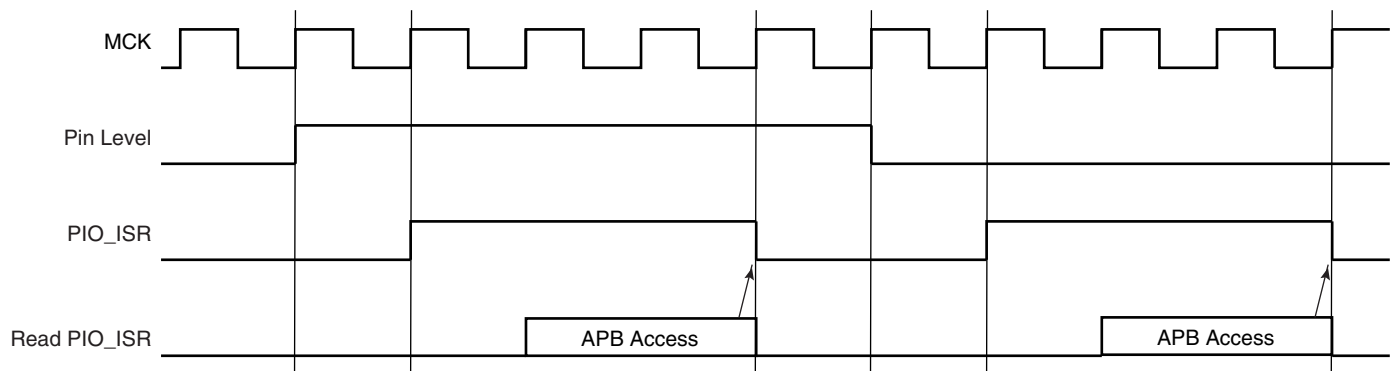 MCK
Pin Level
PIO_ISR
Read PIO_ISR
APB Access
APB Access